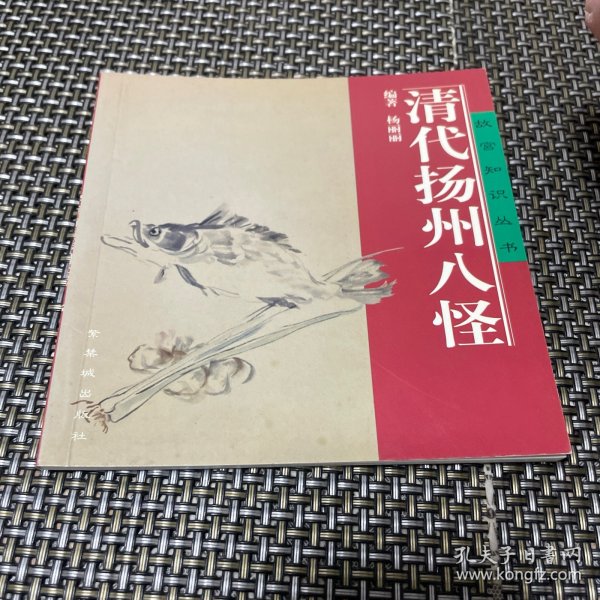 故宫知识丛书
清代扬州八怪
编著 杨丽丽
紫禁城出版社
孔夫子旧书网
www.kongfz.com